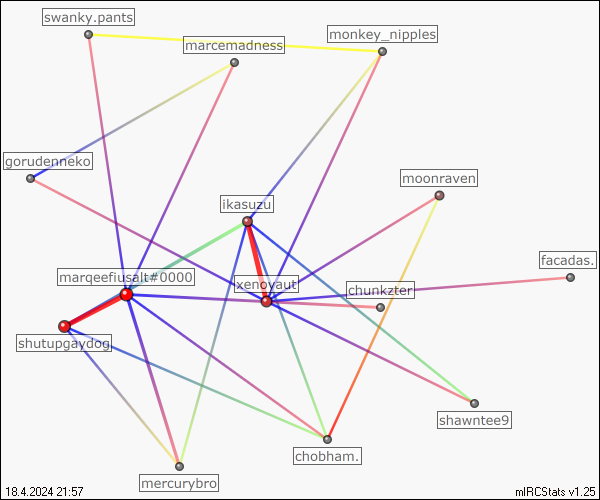 swanky.pants
monkey_nipples
marcemadness
gorudenneko
moonraven
ikasuzu
facadas.
marqeefiusalt#0000
xenoyaut
chunkzter
shutupgaydog
shawntee9
chobham.
mercurybro
18.4.2024 21:57
mIRCStats v1.25